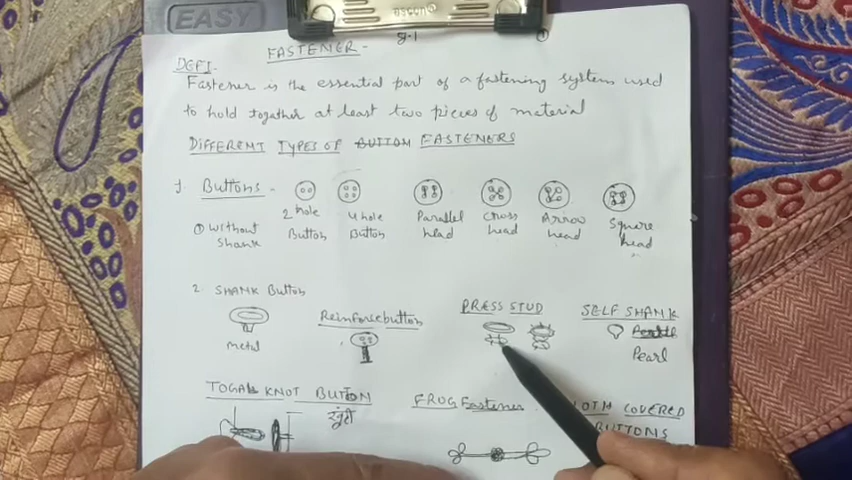 EASY
FASTENER -
DEFI.
Fastener is the essential part of a fastening system used
to hold together at least two pieces of material
DIFFERENT TYPES OF BUTTON FASTENERS
1. Buttons -
① Without Shank
2 hole Button
4 hole Button
Parallel head
Cross head
Arrow head
Squere head
2. SHANK Button
metal
Reinforcebutton
PRESS STUD
SELF SHANK
Pearl
TOGAL KNOT BUTTON
FROG Fastener
LOTH COVERED
BUTTONS